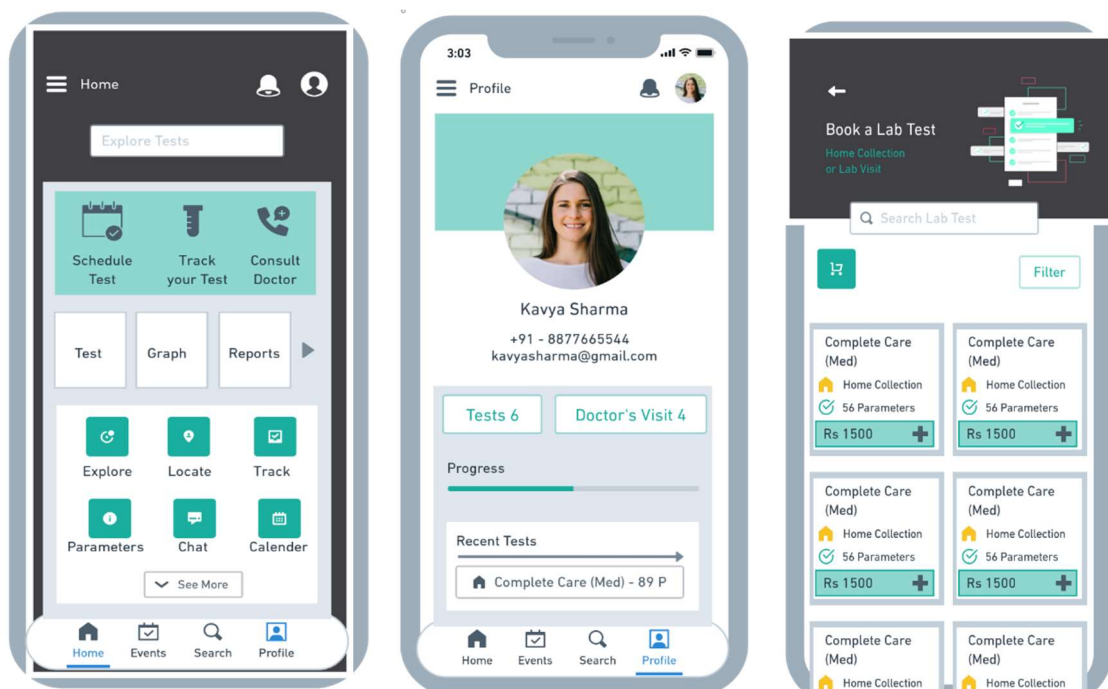 Home
Explore Tests
Schedule
Test
Track
your Test
Consult
Doctor
Test
Graph
Reports
Explore
Locate
Track
Parameters
Chat
Calender
See More
Home
Events
Search
Profile
3:03
Profile
Kavya Sharma
+91 - 8877665544
kavyasharma@gmail.com
Tests 6
Doctor's Visit 4
Progress
Recent Tests
Complete Care (Med) - 89 P
Home
Events
Search
Profile
Book a Lab Test
Home Collection
or Lab Visit
Search Lab Test
Filter
Complete Care
(Med)
Home Collection
56 Parameters
Rs 1500
Complete Care
(Med)
Home Collection
56 Parameters
Rs 1500
Complete Care
(Med)
Home Collection
56 Parameters
Rs 1500
Complete Care
(Med)
Home Collection
56 Parameters
Rs 1500
Complete Care
(Med)
Home Collection
Complete Care
(Med)
Home Collection